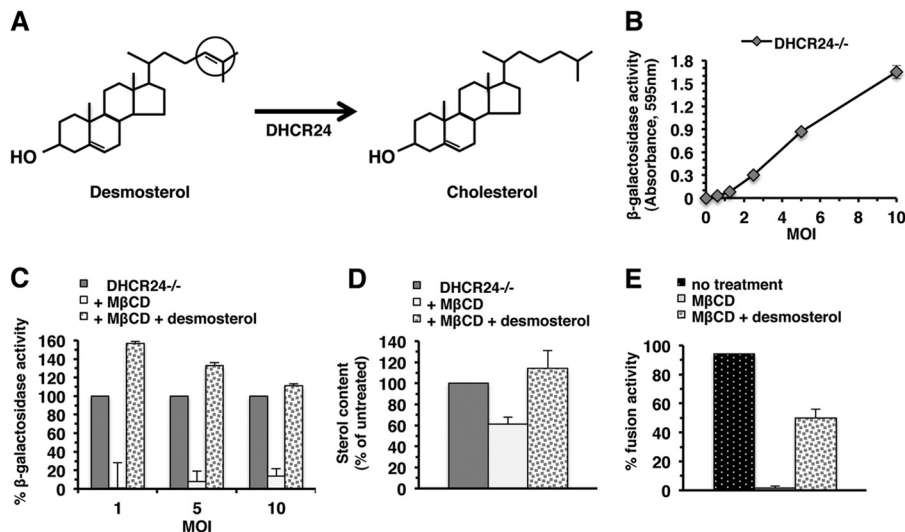 A
HO
Desmosterol
DHCR24
HO
Cholesterol
B
DHCR24-/-
β-galactosidase activity
(Absorbance, 595nm)
1.8
1.5
1.2
0.9
0.6
0.3
0
0 2 4 6 8 10
MOI
C
DHCR24-/-
+ MβCD
+ MβCD + desmosterol
% β-galactosidase activity
160
140
120
100
80
60
40
20
0
1 5 10
MOI
D
DHCR24-/-
+ MβCD
+ MβCD + desmosterol
Sterol content
(% of untreated)
140
120
100
80
60
40
20
0
E
no treatment
MβCD
MβCD + desmosterol
% fusion activity
100
80
60
40
20
0